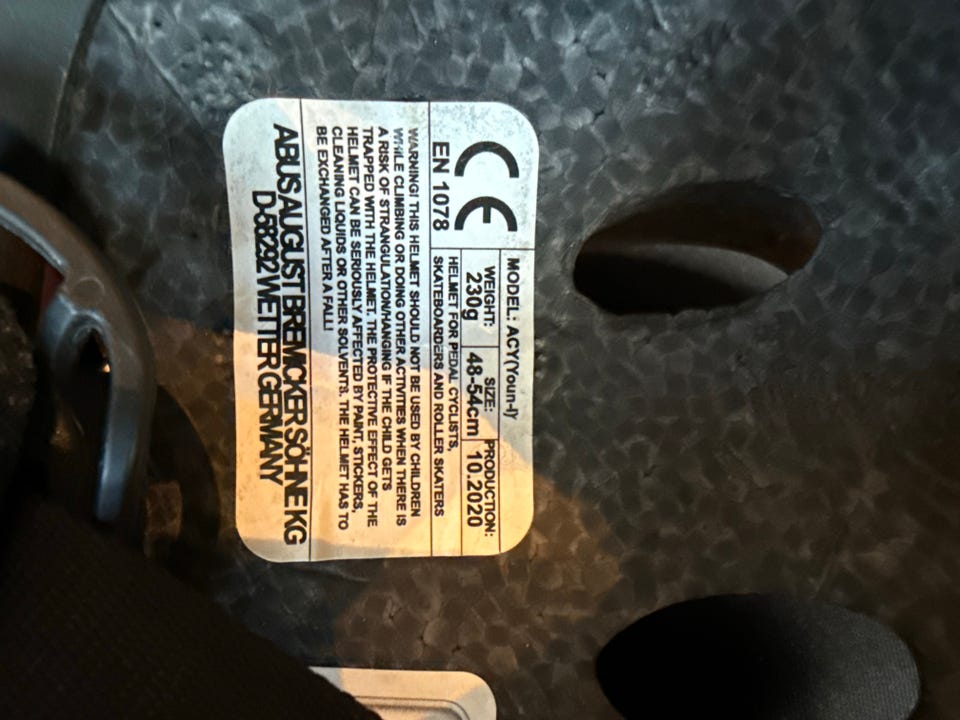 CE
EN 1078
MODEL: ACY(Youn-I)
WEIGHT:
230g
SIZE:
48-54cm
PRODUCTION:
10.2020
HELMET FOR PEDAL CYCLISTS,
SKATEBOARDERS AND ROLLER SKATERS
WARNING! THIS HELMET SHOULD NOT BE USED BY CHILDREN
WHILE CLIMBING OR DOING OTHER ACTIVITIES WHEN THERE IS
A RISK OF STRANGULATION/HANGING IF THE CHILD GETS
TRAPPED WITH THE HELMET. THE PROTECTIVE EFFECT OF THE
HELMET CAN BE SERIOUSLY AFFECTED BY PAINT, STICKERS,
CLEANING LIQUIDS OR OTHER SOLVENTS. THE HELMET HAS TO
BE EXCHANGED AFTER A FALL!
ABUS AUGUST BREMICKER SÖHNE KG
D-58292 WETTER GERMANY